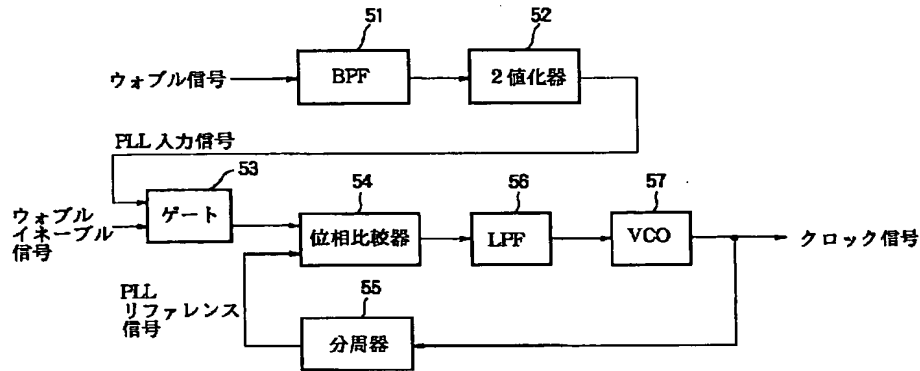 51
52
ウォブル信号
BPF
2値化器
PLL 入力信号
53
54
56
57
ウォブル
イネーブル
信号
ゲート
位相比較器
LPF
VCO
クロック信号
PLL
リファレンス
信号
55
分周器